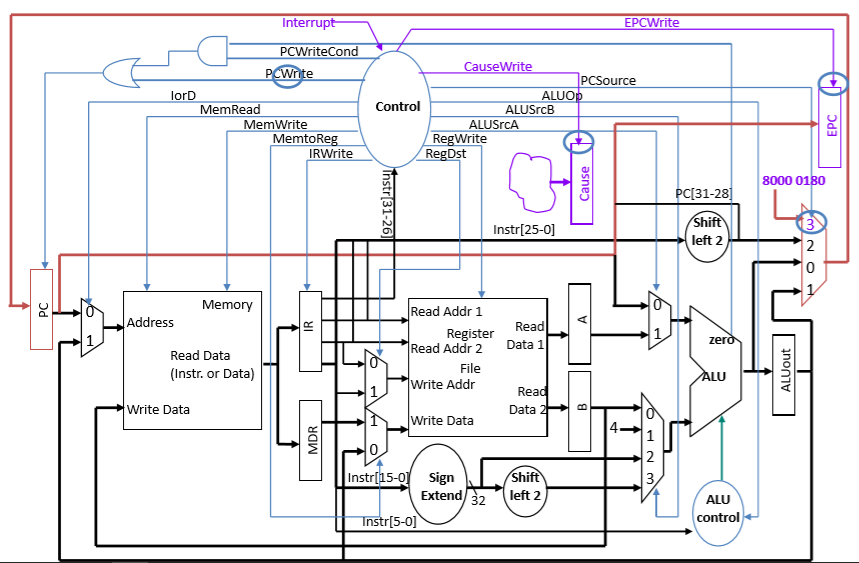 Interrupt
EPCWrite
PCWriteCond
PCWrite
CauseWrite
PCSource
IorD
ALUOp
MemRead
ALUSrcB
MemWrite
ALUSrcA
MemtoReg
RegWrite
IRWrite
RegDst
Control
EPC
Cause
Instr[31-26]
8000 0180
PC[31-28]
Instr[25-0]
Shift
left 2
3
2
0
1
PC
0
1
Memory
Address
Read Data
(Instr. or Data)
Write Data
IR
MDR
0
1
1
0
Read Addr 1
Register
Read Addr 2
File
Write Addr
Write Data
Read
Data 1
Read
Data 2
A
B
0
1
4
0
1
2
3
zero
ALU
ALUout
Instr[15-0]
Sign
Extend
32
Shift
left 2
Instr[5-0]
ALU
control